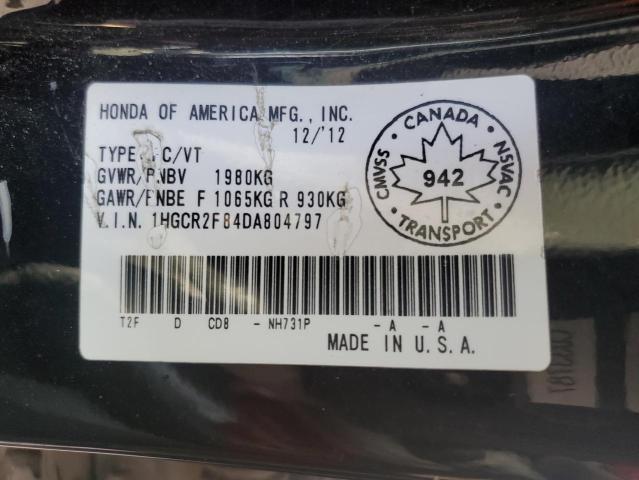 HONDA OF AMERICA MFG., INC.
12/'12
TYPE: C/VT
GVWR/PNBV 1980KG
GAWR/PNBE F 1065KG R 930KG
V.I.N. 1HGCR2F84DA804797
CANADA
CMVSS
NSVAC
942
TRANSPORT
T2F D CD8 - NH731P - A - A
MADE IN U.S.A.